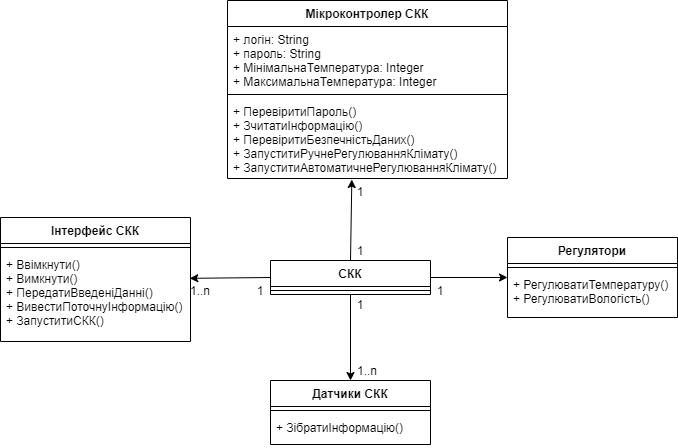 Мікроконтролер СКК
+ логін: String
+ пароль: String
+ МінімальнаТемпература: Integer
+ МаксимальнаТемпература: Integer
+ ПеревіритиПароль()
+ ЗчитатиІнформацію()
+ ПеревіритиБезпечністьДаних()
+ ЗапуститиРучнеРегулюванняКлімату()
+ ЗапуститиАвтоматичнеРегулюванняКлімату()
1
1
Інтерфейс СКК
+ Ввімкнути()
+ Вимкнути()
+ ПередатиВведеніДанні()
+ ВивестиПоточнуІнформацію()
+ ЗапуститиСКК()
1..n
1
СКК
1
1
Регулятори
+ РегулюватиТемпературу()
+ РегулюватиВологість()
1..n
Датчики СКК
+ ЗібратиІнформацію()